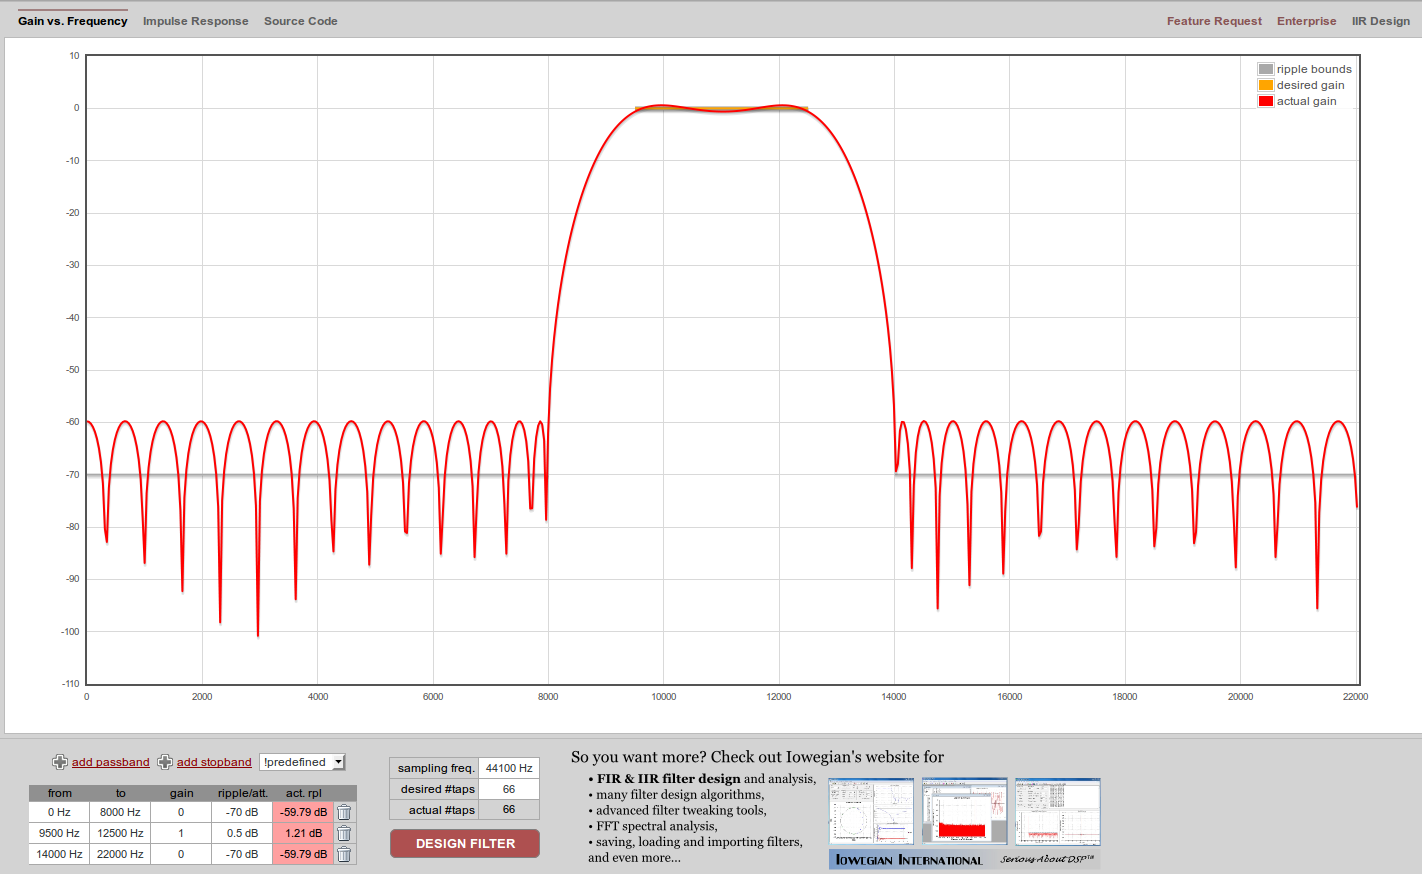 Gain vs. Frequency Impulse Response Source Code Feature Request Enterprise IIR Design
10
0
-10
-20
-30
-40
-50
-60
-70
-80
-90
-100
-110
ripple bounds
desired gain
actual gain
0 2000 4000 6000 8000 10000 12000 14000 16000 18000 20000 22000
add passband add stopband !predefined
from to gain ripple/att. act. rpl
0 Hz 8000 Hz 0 -70 dB -59.79 dB
9500 Hz 12500 Hz 1 0.5 dB 1.21 dB
14000 Hz 22000 Hz 0 -70 dB -59.79 dB
sampling freq. 44100 Hz
desired #taps 66
actual #taps 66
DESIGN FILTER
So you want more? Check out Iowegian's website for
• FIR & IIR filter design and analysis,
• many filter design algorithms,
• advanced filter tweaking tools,
• FFT spectral analysis,
• saving, loading and importing filters,
and even more...
IOWEGIAN INTERNATIONAL Serious About DSP™